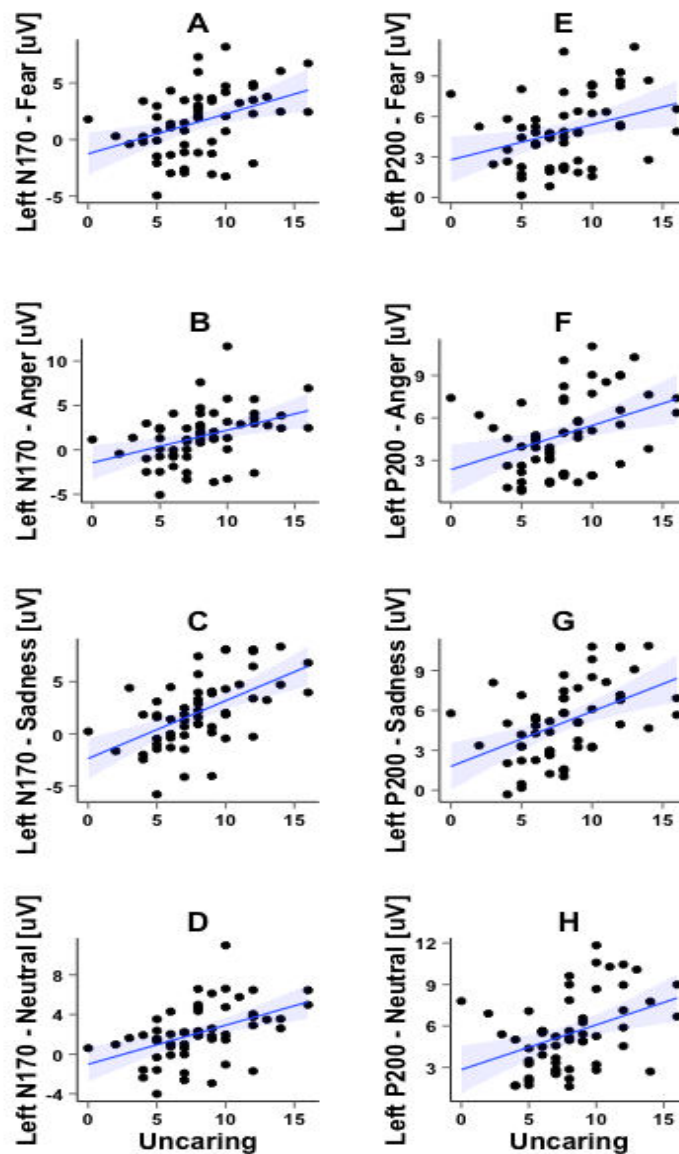 A
Left N170 - Fear [uV]
5
0
-5
0 5 10 15
E
Left P200 - Fear [uV]
9
6
3
0
0 5 10 15
B
Left N170 - Anger [uV]
10
5
0
-5
0 5 10 15
F
Left P200 - Anger [uV]
9
6
3
0 5 10 15
C
Left N170 - Sadness [uV]
5
0
-5
0 5 10 15
G
Left P200 - Sadness [uV]
9
6
3
0
0 5 10 15
D
Left N170 - Neutral [uV]
8
4
0
-4
0 5 10 15
Uncaring
H
Left P200 - Neutral [uV]
12
9
6
3
0 5 10 15
Uncaring